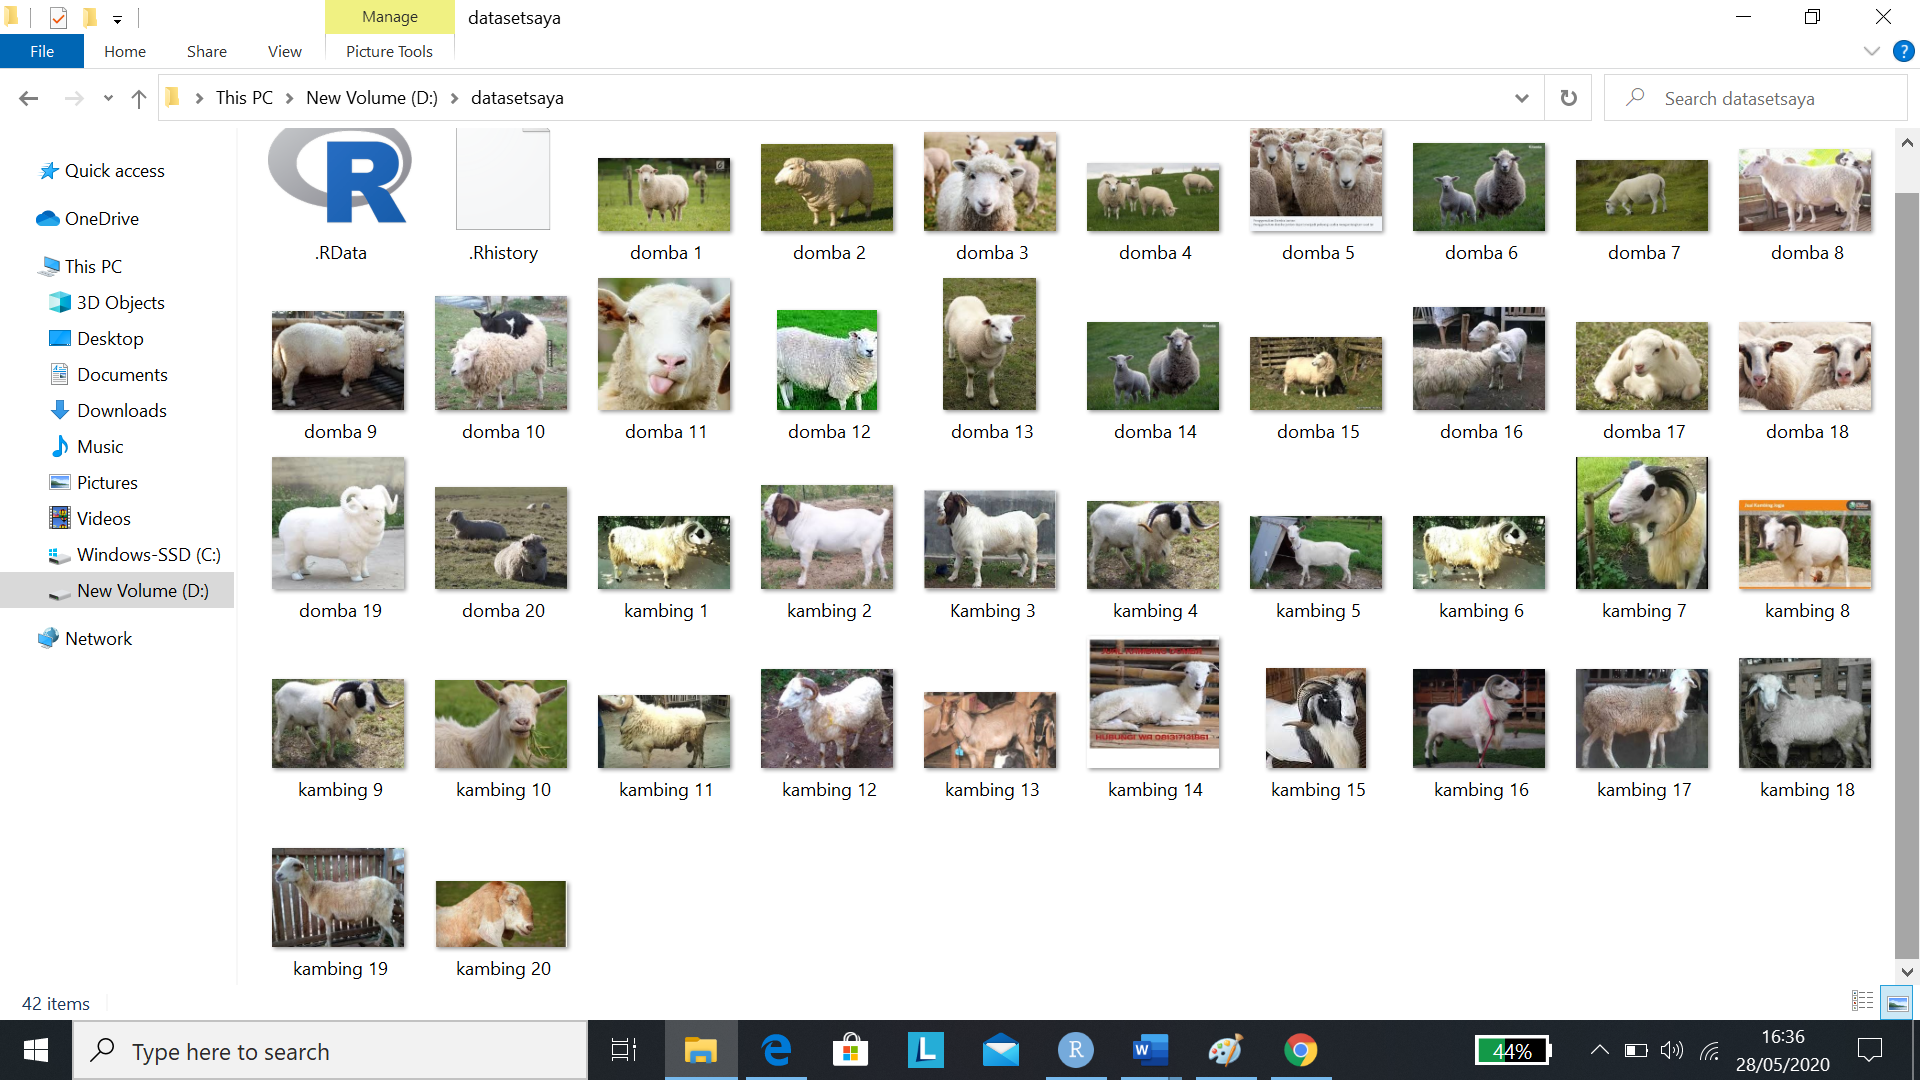 Manage
datasetsaya
File
Home
Share
View
Picture Tools
This PC
New Volume (D:)
datasetsaya
Search datasetsaya
Quick access
OneDrive
This PC
3D Objects
Desktop
Documents
Downloads
Music
Pictures
Videos
Windows-SSD (C:)
New Volume (D:)
Network
.RData
.Rhistory
domba 1
domba 2
domba 3
domba 4
domba 5
domba 6
domba 7
domba 8
domba 9
domba 10
domba 11
domba 12
domba 13
domba 14
domba 15
domba 16
domba 17
domba 18
domba 19
domba 20
kambing 1
kambing 2
Kambing 3
kambing 4
kambing 5
kambing 6
kambing 7
Jual Kambing Jogja
kambing 8
kambing 9
kambing 10
kambing 11
kambing 12
kambing 13
kambing 14
kambing 15
kambing 16
kambing 17
kambing 18
kambing 19
kambing 20
42 items
Type here to search
44%
16:36
28/05/2020